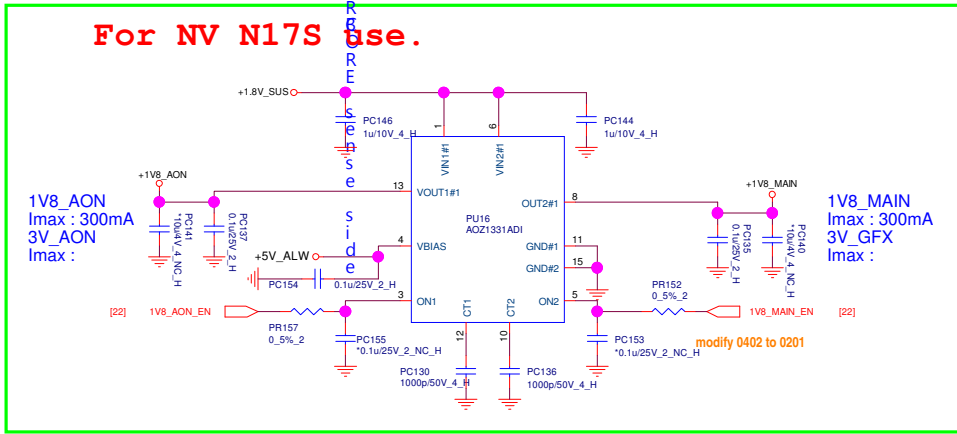 For NV N17S use.
RCORE sense side
+1.8V_SUS
PC146
1u/10V_4_H
PC144
1u/10V_4_H
1
6
VIN1#1
VIN2#1
+1V8_AON
+1V8_MAIN
13
VOUT1#1
OUT2#1
8
1V8_AON
Imax : 300mA
3V_AON
Imax :
PC141
*10u/4V_4_NC_H
PC137
0.1u/25V_2_H
PU16
AOZ1331ADI
PC135
0.1u/25V_2_H
PC140
*10u/4V_4_NC_H
1V8_MAIN
Imax : 300mA
3V_GFX
Imax :
+5V_ALW
4
VBIAS
GND#1
11
GND#2
15
PC154
0.1u/25V_2_H
3
ON1
ON2
5
CT1
CT2
12
10
[22]
1V8_AON_EN
PR157
0_5%_2
PR152
0_5%_2
1V8_MAIN_EN
[22]
PC155
*0.1u/25V_2_NC_H
PC153
*0.1u/25V_2_NC_H
modify 0402 to 0201
PC130
1000p/50V_4_H
PC136
1000p/50V_4_H